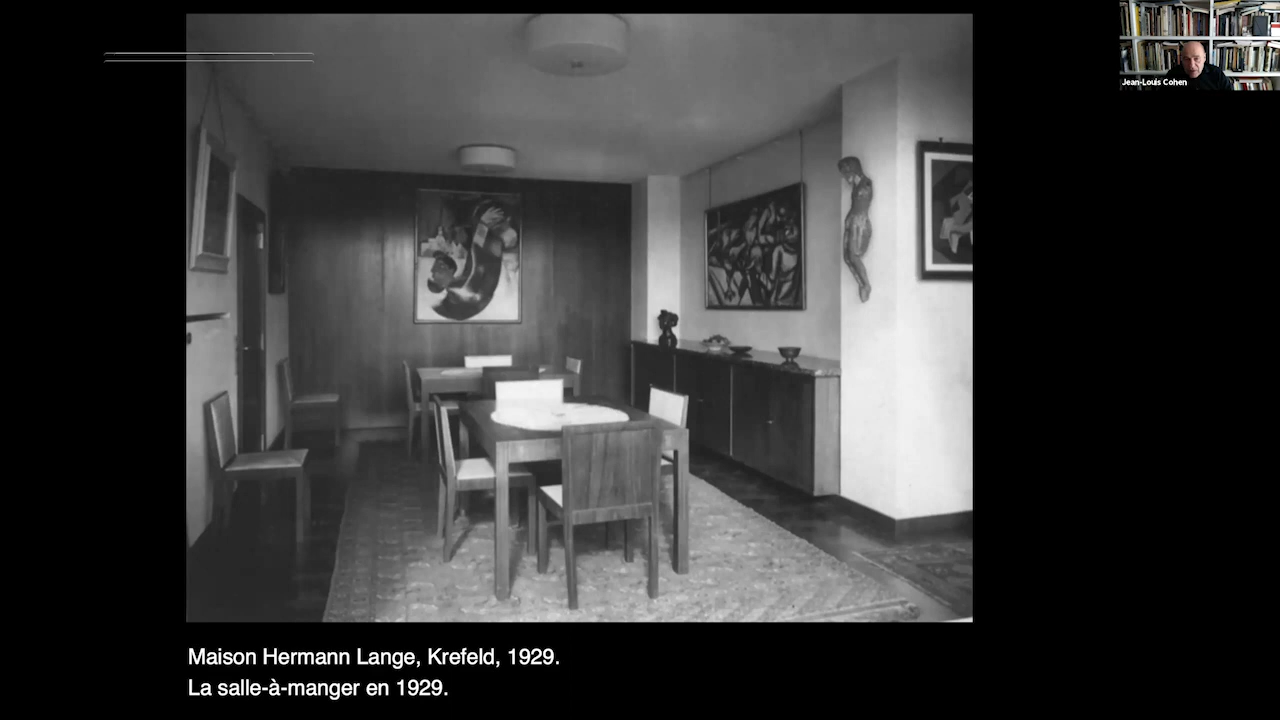 Jean-Louis Cohen
Maison Hermann Lange, Krefeld, 1929.
La salle-à-manger en 1929.